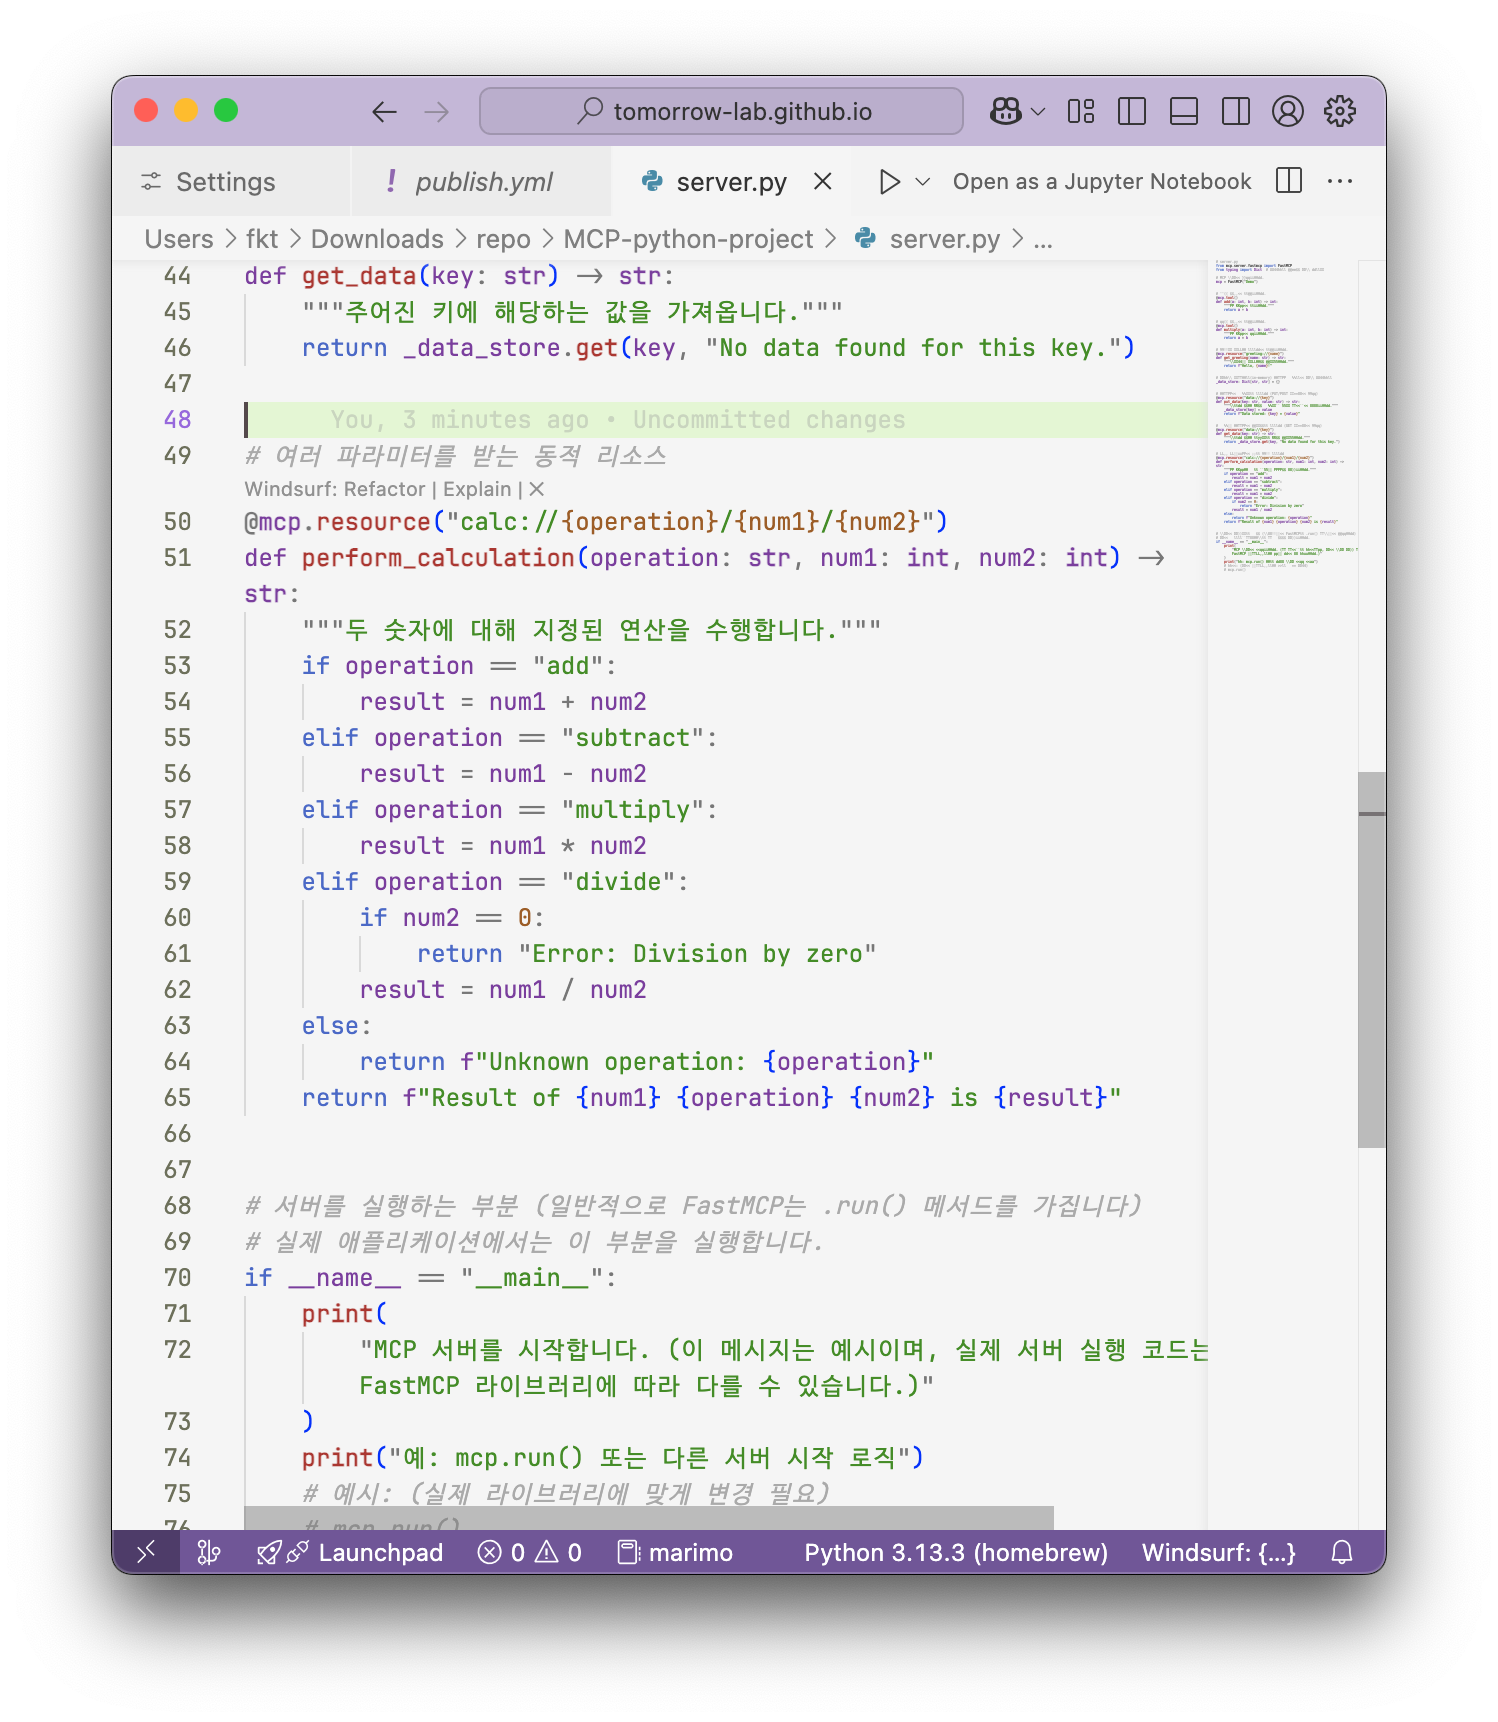 tomorrow-lab.github.io
Settings
! publish.yml
server.py
Open as a Jupyter Notebook
Users > fkt > Downloads > repo > MCP-python-project > server.py > ...
44 def get_data(key: str) -> str:
45 """주어진 키에 해당하는 값을 가져옵니다."""
46 return _data_store.get(key, "No data found for this key.")
47
48 You, 3 minutes ago • Uncommitted changes
49 # 여러 파라미터를 받는 동적 리소스
Windsurf: Refactor | Explain | ×
50 @mcp.resource("calc://{operation}/{num1}/{num2}")
51 def perform_calculation(operation: str, num1: int, num2: int) ->
str:
52 """두 숫자에 대해 지정된 연산을 수행합니다."""
53 if operation == "add":
54 result = num1 + num2
55 elif operation == "subtract":
56 result = num1 - num2
57 elif operation == "multiply":
58 result = num1 * num2
59 elif operation == "divide":
60 if num2 == 0:
61 return "Error: Division by zero"
62 result = num1 / num2
63 else:
64 return f"Unknown operation: {operation}"
65 return f"Result of {num1} {operation} {num2} is {result}"
66
67
68 # 서버를 실행하는 부분 (일반적으로 FastMCP는 .run() 메서드를 가집니다)
69 # 실제 애플리케이션에서는 이 부분을 실행합니다.
70 if __name__ == "__main__":
71 print(
72 "MCP 서버를 시작합니다. (이 메시지는 예시이며, 실제 서버 실행 코드는
FastMCP 라이브러리에 따라 다를 수 있습니다.)"
73 )
74 print("예: mcp.run() 또는 다른 서버 시작 로직")
75 # 예시: (실제 라이브러리에 맞게 변경 필요)
76 # mcp.run()
Launchpad
0
0
marimo
Python 3.13.3 (homebrew)
Windsurf: {...}